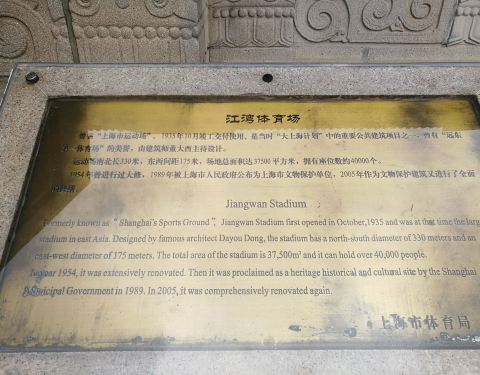 江湾体育场
曾称“上海市运动场”，1935年10月竣工交付使用，是当时“大上海计划”中的重要公共建筑项目之一，曾有“远东
第一体育场”的美誉，由建筑师董大酉主持设计。
运动场南北长330米，东西间距175米，场地总面积达37500平方米，拥有座位数约40000个。
1954年曾进行过大修，1989年被上海市人民政府公布为上海市文物保护单位，2005年作为文物保护建筑又进行了全面
Jiangwan Stadium
Formerly known as “Shanghai's Sports Ground”, Jiangwan Stadium first opened in October,1935 and was at that time the larg
stadium in east Asia. Designed by famous architect Dayou Dong, the stadium has a north-south diameter of 330 meters and an
east-west diameter of 175 meters. The total area of the stadium is 37,500m² and it can hold over 40,000 people.
year 1954, it was extensively renovated. Then it was proclaimed as a heritage historical and cultural site by the Shanghai
Municipal Government in 1989. In 2005, it was comprehensively renovated again.
上海市体育局